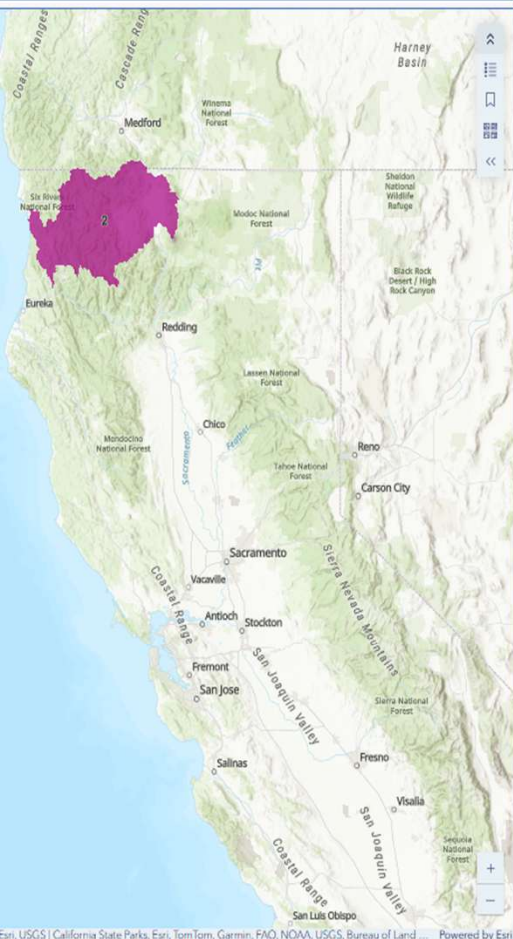 Coastal Ranges
Cascade Rang
Harney
Basin
Winema
National
Forest
Medford
Six Rivers
National Forest
2
Modoc National
Forest
Sheldon
National
Wildlife
Refuge
Pit
Black Rock
Desert / High
Rock Canyon
Eureka
Redding
Lassen National
Forest
Chico
Feather
Mendocino
National Forest
Sacramento
Reno
Tahoe National
Forest
Carson City
Sacramento
Vacaville
Coastal Range
Sierra Nevada Mountains
Antioch
Stockton
Fremont
San Jose
San Joaquin Valley
Sierra National
Forest
Salinas
Fresno
Visalia
San Joaquin Valley
Coastal Range
Sequoia
National
Forest
+
−
San Luis Obispo
Esri, USGS | California State Parks, Esri, TomTom, Garmin, FAO, NOAA, USGS, Bureau of Land ... Powered by Esri